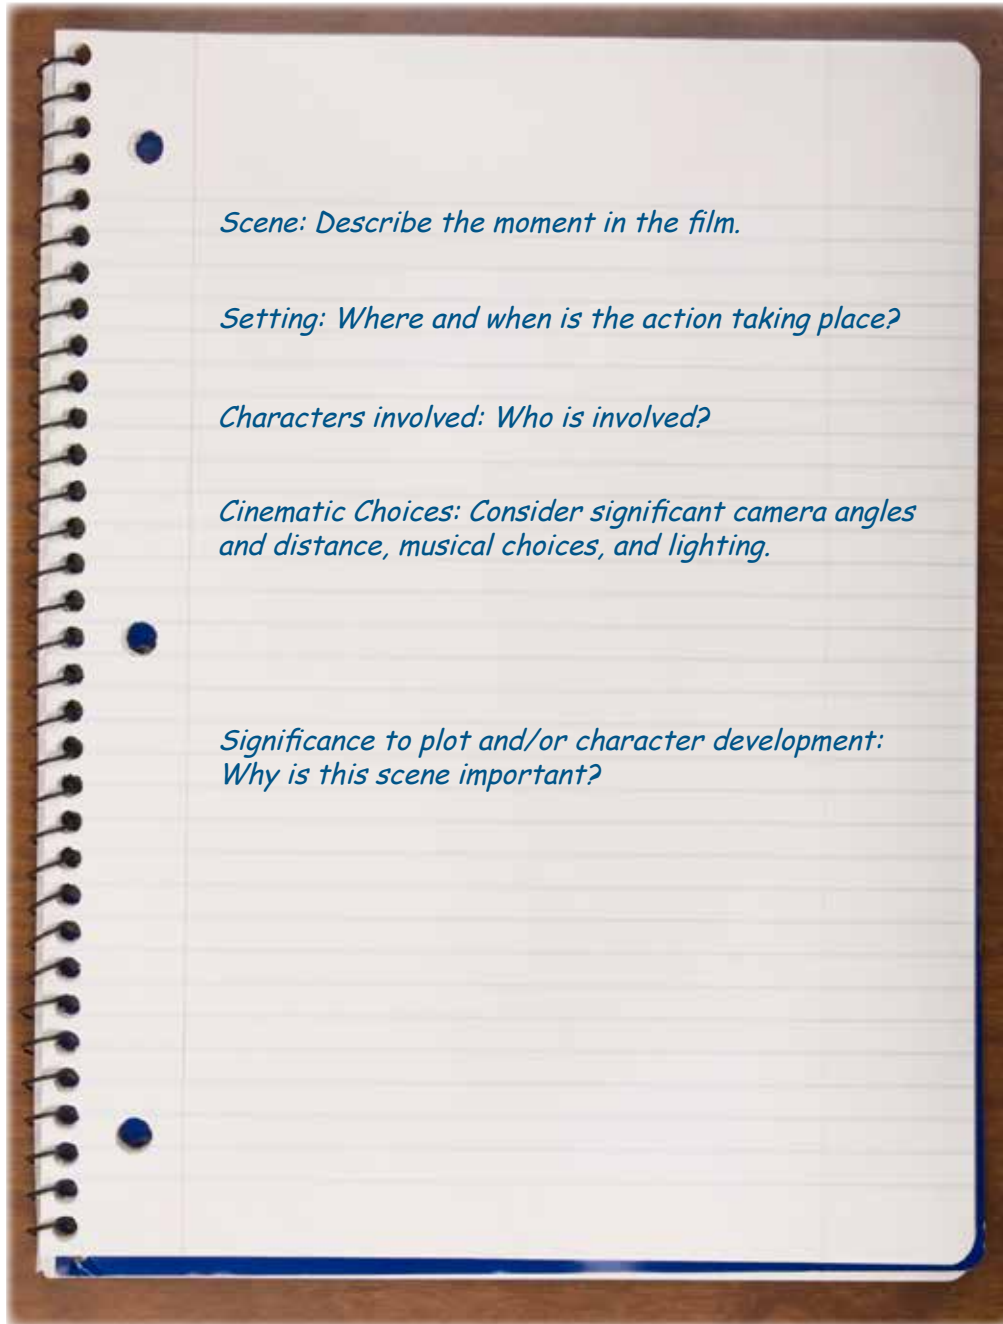 Scene: Describe the moment in the film.
Setting: Where and when is the action taking place?
Characters involved: Who is involved?
Cinematic Choices: Consider significant camera angles
and distance, musical choices, and lighting.
Significance to plot and/or character development:
Why is this scene important?